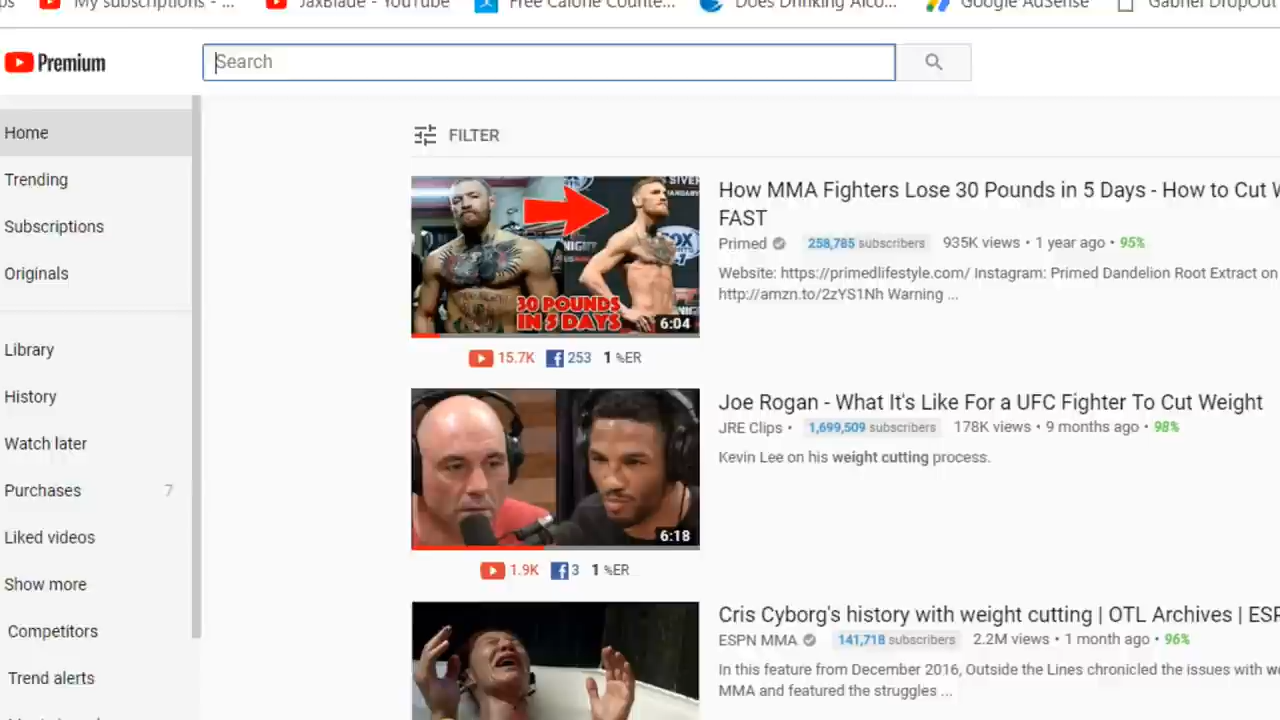 ps My subscriptions - ... JaxBlade - YouTube Free Calorie Counte... Does Drinking Alco... Google AdSense Gabriel DropOut
Premium
Search
Home
Trending
Subscriptions
Originals
Library
History
Watch later
Purchases 7
Liked videos
Show more
Competitors
Trend alerts
FILTER
30 POUNDS
IN 5 DAYS
6:04
How MMA Fighters Lose 30 Pounds in 5 Days - How to Cut W
FAST
Primed 258,785 subscribers 935K views • 1 year ago • 95%
Website: https://primedlifestyle.com/ Instagram: Primed Dandelion Root Extract on
http://amzn.to/2zYS1Nh Warning ...
15.7K 253 1 %ER
6:18
Joe Rogan - What It's Like For a UFC Fighter To Cut Weight
JRE Clips • 1,699,509 subscribers 178K views • 9 months ago • 98%
Kevin Lee on his weight cutting process.
1.9K 3 1 %ER
Cris Cyborg's history with weight cutting | OTL Archives | ESP
ESPN MMA 141,718 subscribers 2.2M views • 1 month ago • 96%
In this feature from December 2016, Outside the Lines chronicled the issues with we
MMA and featured the struggles ...